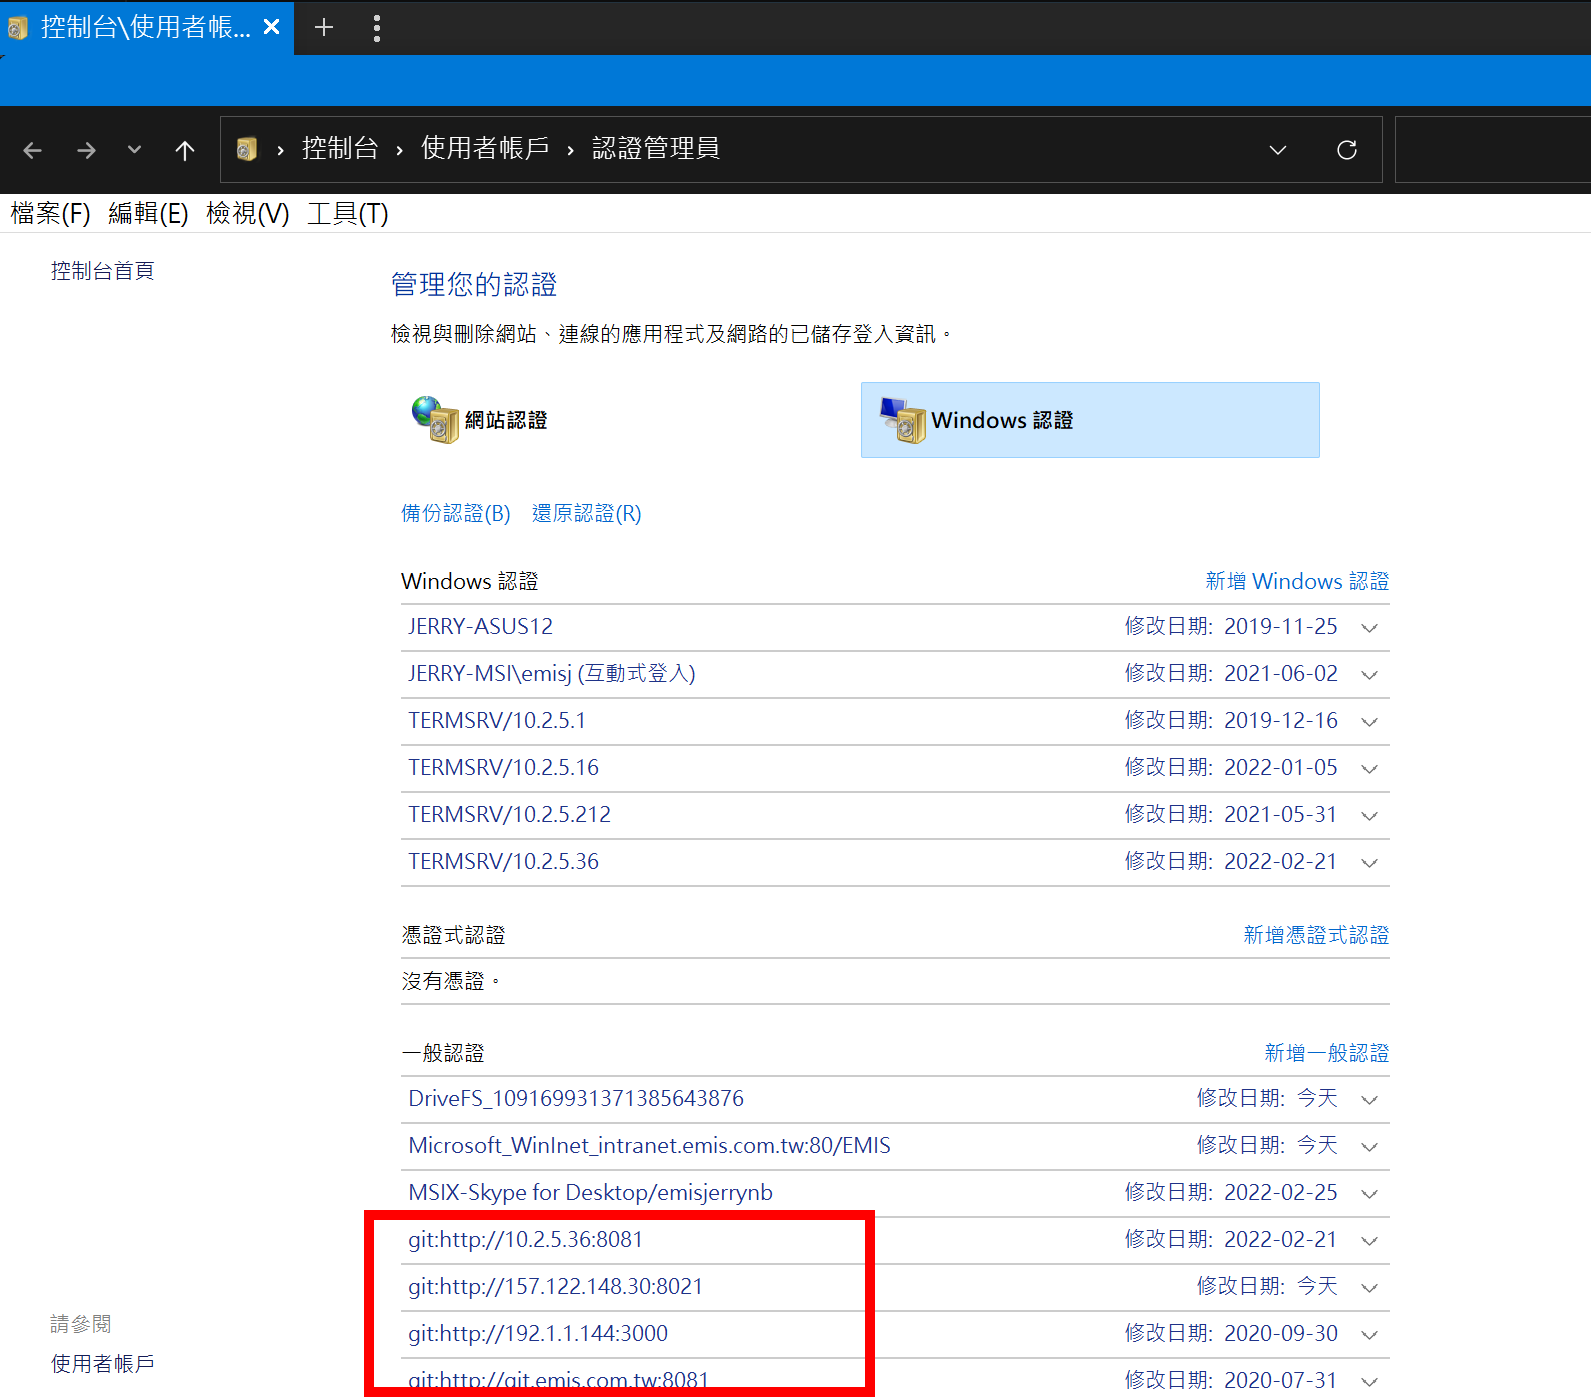 控制台\使用者帳...
控制台 › 使用者帳戶 › 認證管理員
檔案(F) 編輯(E) 檢視(V) 工具(T)
控制台首頁
管理您的認證
檢視與刪除網站、連線的應用程式及網路的已儲存登入資訊。
網站認證
Windows 認證
備份認證(B) 還原認證(R)
Windows 認證 新增 Windows 認證
JERRY-ASUS12 修改日期: 2019-11-25
JERRY-MSI\emisj (互動式登入) 修改日期: 2021-06-02
TERMSRV/10.2.5.1 修改日期: 2019-12-16
TERMSRV/10.2.5.16 修改日期: 2022-01-05
TERMSRV/10.2.5.212 修改日期: 2021-05-31
TERMSRV/10.2.5.36 修改日期: 2022-02-21
憑證式認證 新增憑證式認證
沒有憑證。
一般認證 新增一般認證
DriveFS_109169931371385643876 修改日期: 今天
Microsoft_WinInet_intranet.emis.com.tw:80/EMIS 修改日期: 今天
MSIX-Skype for Desktop/emisjerrynb 修改日期: 2022-02-25
git:http://10.2.5.36:8081 修改日期: 2022-02-21
git:http://157.122.148.30:8021 修改日期: 今天
git:http://192.1.1.144:3000 修改日期: 2020-09-30
git:http://git.emis.com.tw:8081 修改日期: 2020-07-31
請參閱
使用者帳戶